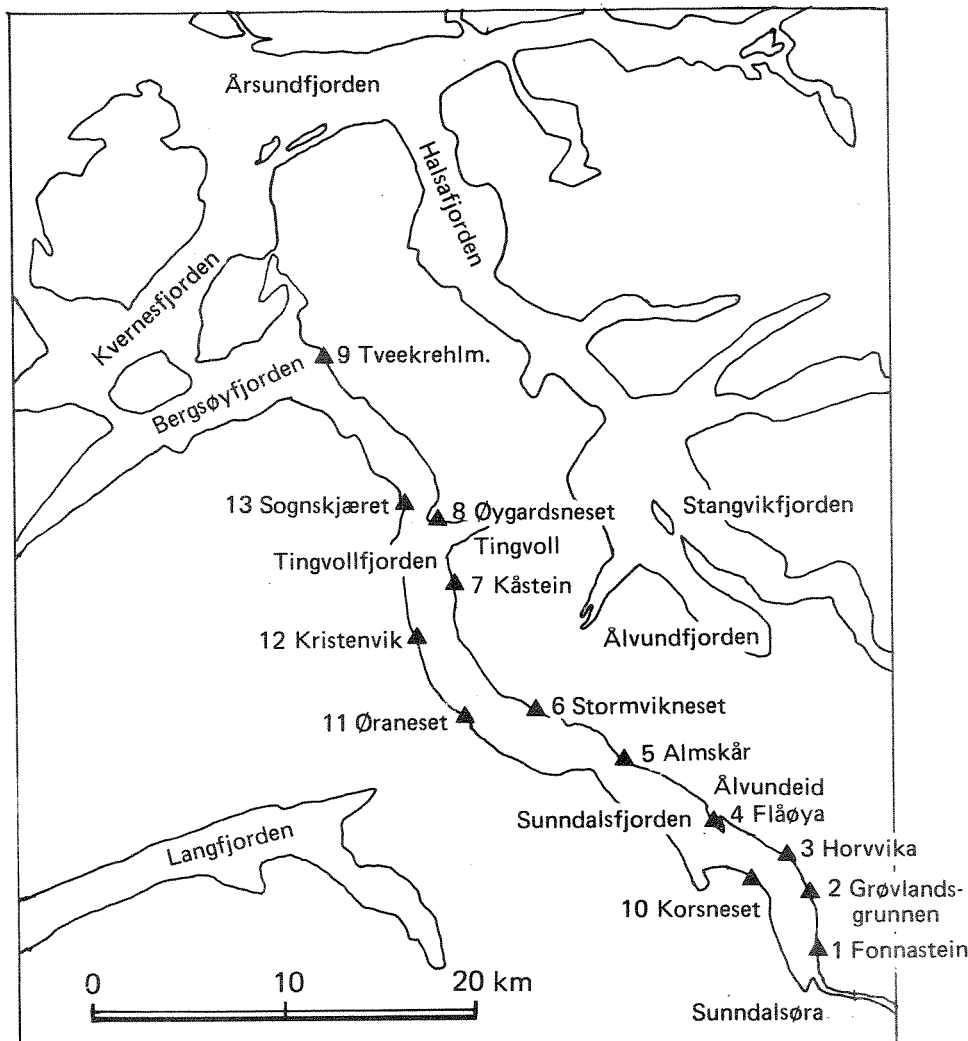 Årsundfjorden
Halsafjorden
Kvernesfjorden
9 Tveekrehlm.
Bergsøyfjorden
13 Sognskjæret
8 Øygardsneset
Stangvikfjorden
Tingvollfjorden
Tingvoll
7 Kåstein
12 Kristenvik
Ålvundfjorden
6 Stormvikneset
11 Øraneset
5 Almskår
Ålvundeid
Sunndalsfjorden
4 Flåøya
Langfjorden
3 Horvvika
10 Korsneset
2 Grøvlands-
grunnen
1 Fonnastein
0 10 20 km
Sunndalsøra